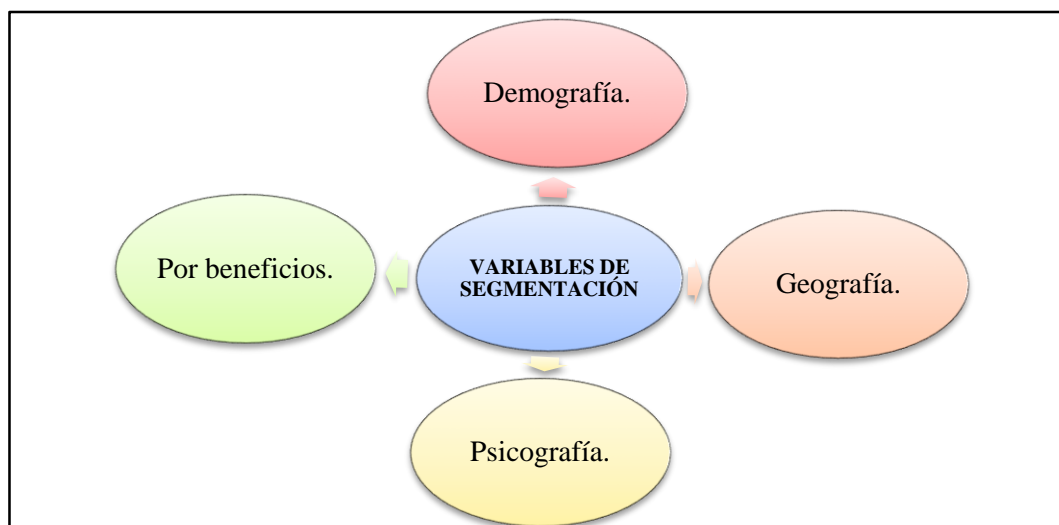 Demografía.
Por beneficios.
VARIABLES DE
SEGMENTACIÓN
Geografía.
Psicografía.